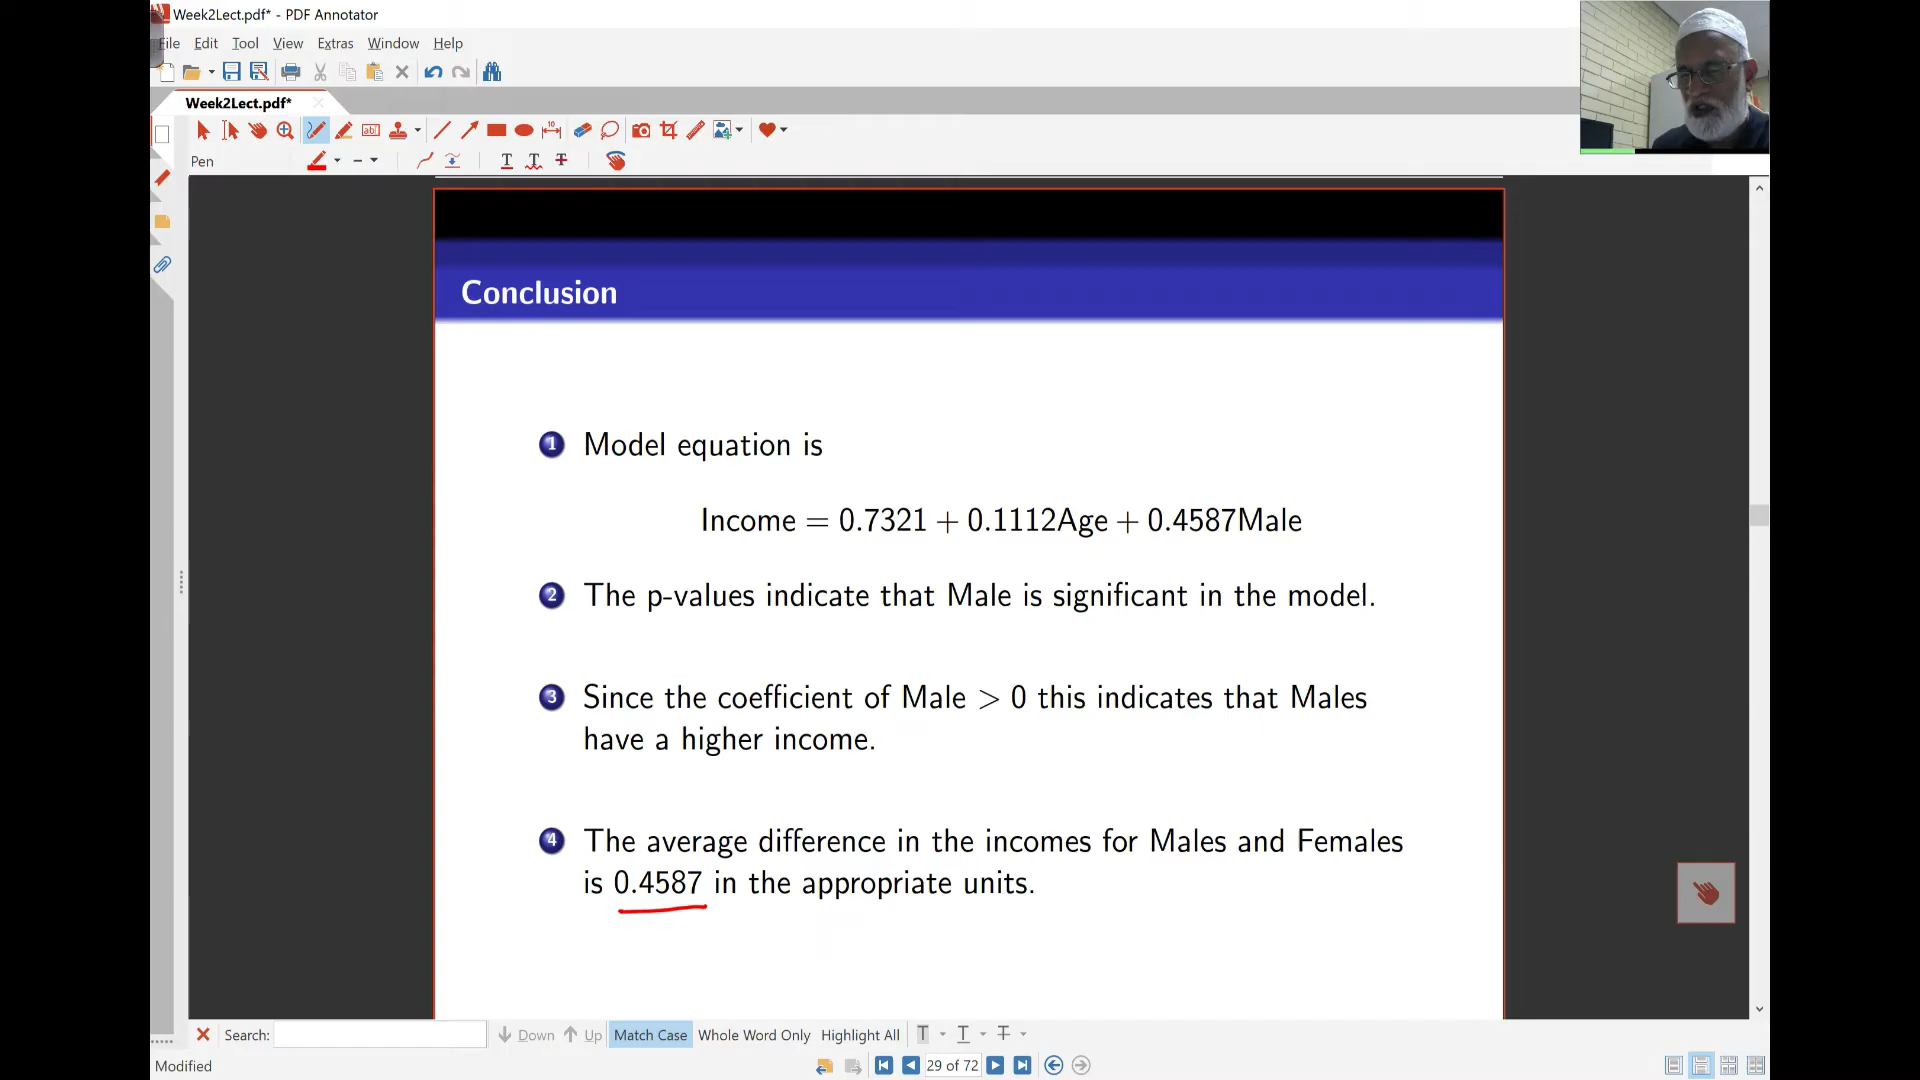 Week2Lect.pdf* - PDF Annotator
File Edit Tool View Extras Window Help
Week2Lect.pdf*
Pen
Conclusion
1 Model equation is
Income = 0.7321 + 0.1112Age + 0.4587Male
2 The p-values indicate that Male is significant in the model.
3 Since the coefficient of Male > 0 this indicates that Males
have a higher income.
4 The average difference in the incomes for Males and Females
is 0.4587 in the appropriate units.
Search: Down Up Match Case Whole Word Only Highlight All
Modified 29 of 72